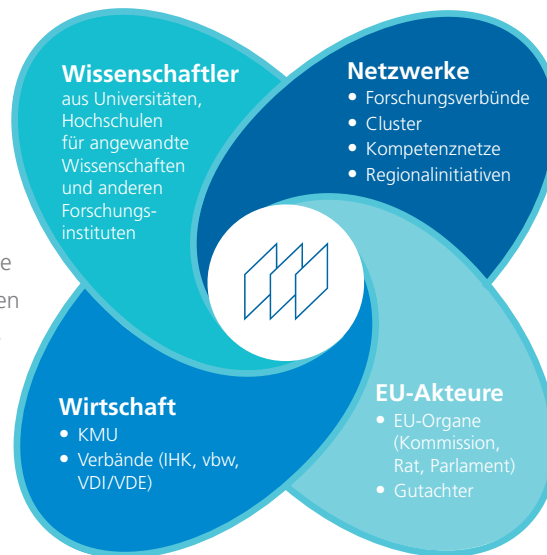 Wissenschaftler
aus Universitäten,
Hochschulen
für angewandte
Wissenschaften
und anderen
Forschungs-
instituten
Netzwerke
• Forschungsverbünde
• Cluster
• Kompetenznetze
• Regionalinitiativen
e
en
Wirtschaft
• KMU
• Verbände (IHK, vbw,
VDI/VDE)
EU-Akteure
• EU-Organe
(Kommission,
Rat, Parlament)
• Gutachter